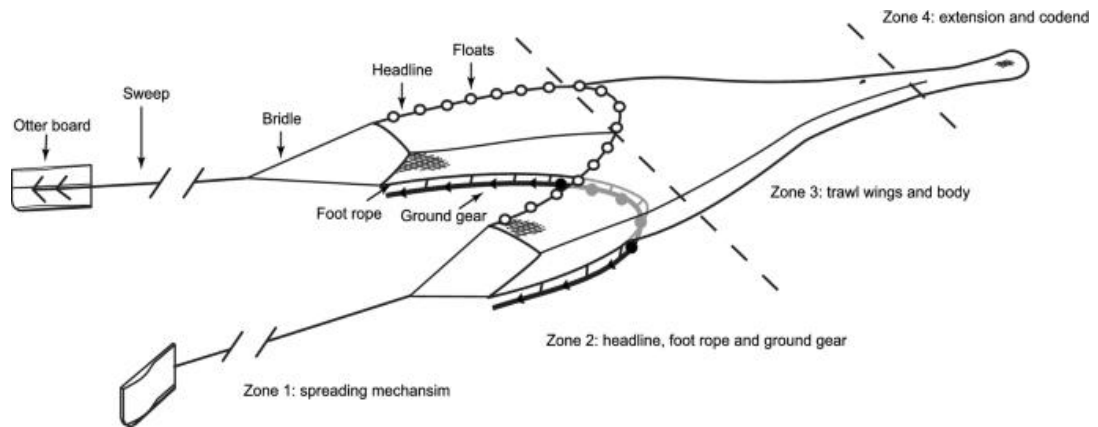 Zone 4: extension and codend
Floats
Headline
Sweep
Bridle
Otter board
Zone 3: trawl wings and body
Foot rope
Ground gear
Zone 2: headline, foot rope and ground gear
Zone 1: spreading mechansim